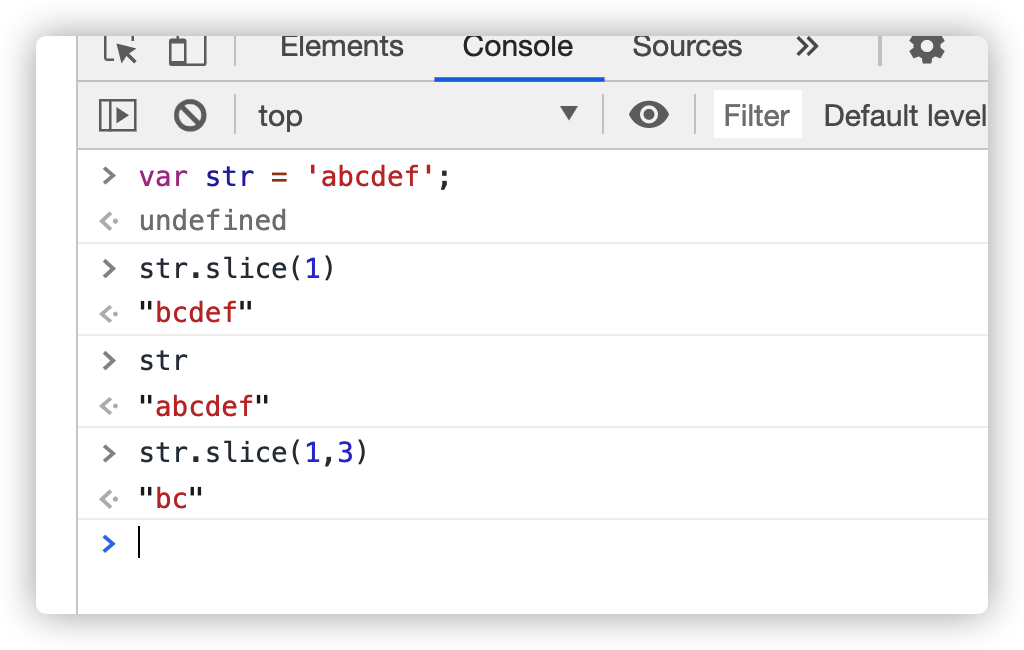 Elements Console Sources »
top ▼ Filter Default level
> var str = 'abcdef';
undefined
> str.slice(1)
"bcdef"
> str
"abcdef"
> str.slice(1,3)
"bc"
>